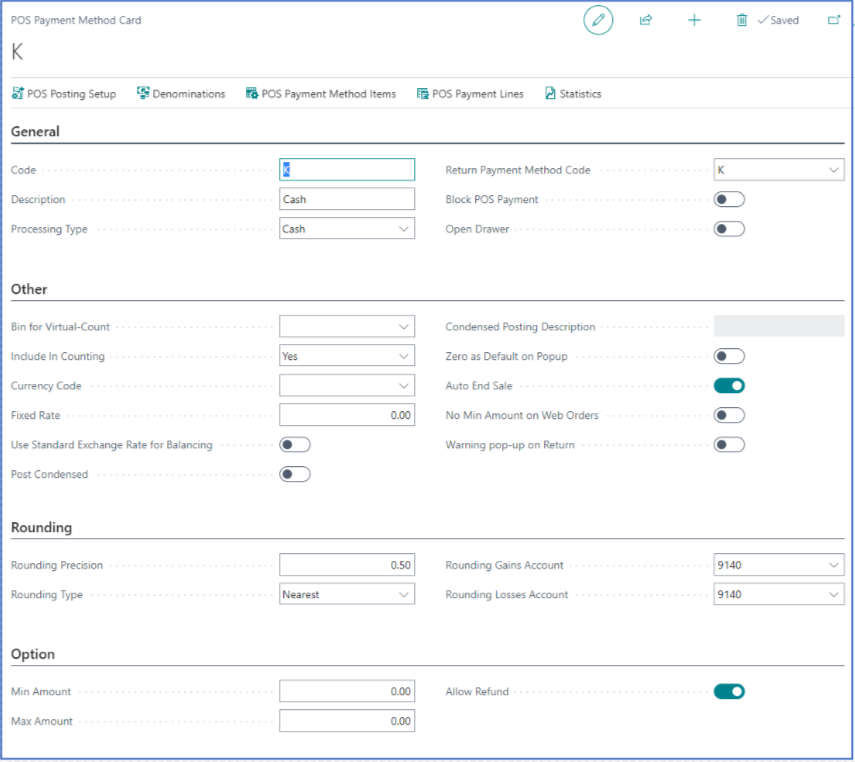 POS Payment Method Card
Saved
K
POS Posting Setup Denominations POS Payment Method Items POS Payment Lines Statistics
General
Code K Return Payment Method Code K
Description Cash Block POS Payment
Processing Type Cash Open Drawer
Other
Bin for Virtual-Count Condensed Posting Description
Include In Counting Yes Zero as Default on Popup
Currency Code Auto End Sale
Fixed Rate 0.00 No Min Amount on Web Orders
Use Standard Exchange Rate for Balancing Warning pop-up on Return
Post Condensed
Rounding
Rounding Precision 0.50 Rounding Gains Account 9140
Rounding Type Nearest Rounding Losses Account 9140
Option
Min Amount 0.00 Allow Refund
Max Amount 0.00